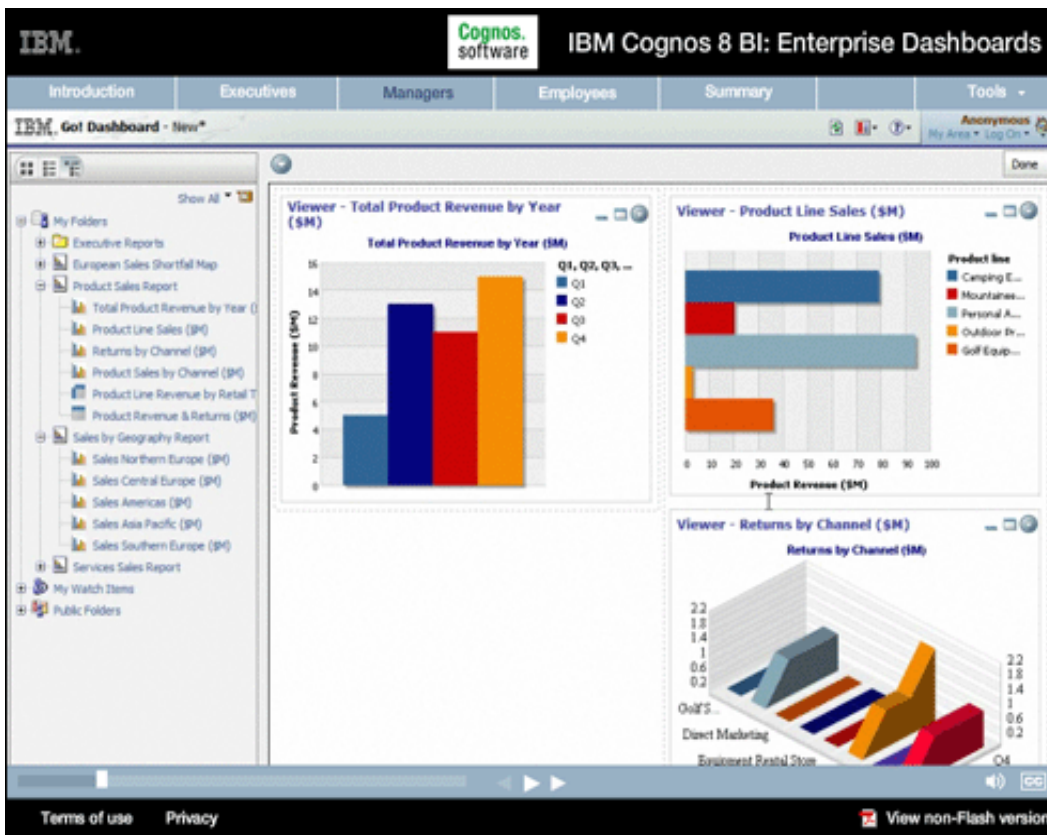 IBM.
Cognos.
software
IBM Cognos 8 BI: Enterprise Dashboards
Introduction
Executives
Managers
Employees
Summary
Tools
IBM. Go! Dashboard - New*
Anonymous
My Area Log On
Done
Show All
My Folders
Executive Reports
European Sales Shortfall Map
Product Sales Report
Total Product Revenue by Year (
Product Line Sales ($M)
Returns by Channel ($M)
Product Sales by Channel ($M)
Product Line Revenue by Retail T
Product Revenue & Returns ($M)
Sales by Geography Report
Sales Northern Europe ($M)
Sales Central Europe ($M)
Sales Americas ($M)
Sales Asia Pacific ($M)
Sales Southern Europe ($M)
Services Sales Report
My Watch Items
Public Folders
Viewer - Total Product Revenue by Year
($M)
Total Product Revenue by Year ($M)
Product Revenue ($M)
16
14
12
10
8
6
4
2
0
Q1, Q2, Q3, ...
Q1
Q2
Q3
Q4
Viewer - Product Line Sales ($M)
Product Line Sales ($M)
Product line
Camping E...
Mountainee...
Personal A...
Outdoor Pr...
Golf Equip...
0 10 20 30 40 50 60 70 80 90 100
Product Revenue ($M)
Viewer - Returns by Channel ($M)
Returns by Channel ($M)
2.2
1.8
1.4
1
0.6
0.2
Golf S...
Direct Marketing
Equipment Rental Store
2.2
1.8
1.4
1
0.6
0.2
Q4
CC
Terms of use
Privacy
View non-Flash version